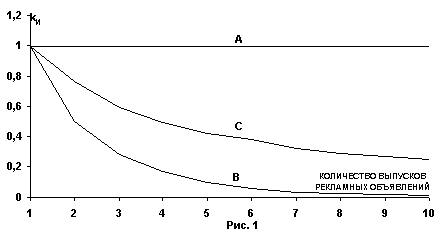 1,2
kи
1
A
0,8
0,6
0,4
C
0,2
B
КОЛИЧЕСТВО ВЫПУСКОВ
РЕКЛАМНЫХ ОБЪЯВЛЕНИЙ
0
1 2 3 4 5 6 7 8 9 10
Рис. 1